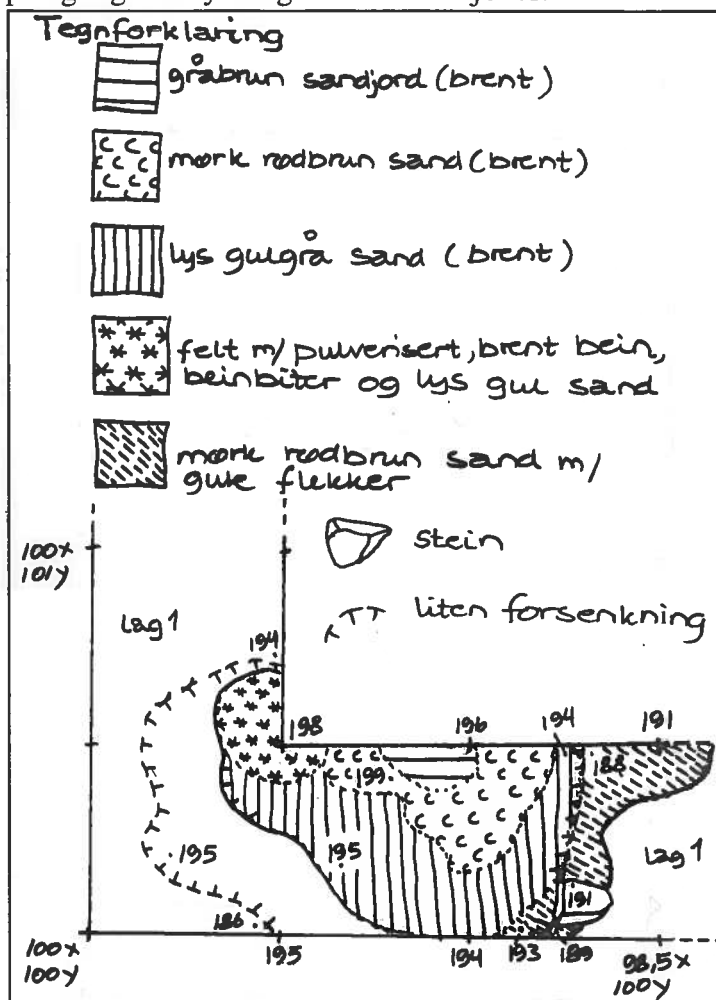 Tegnforklaring
gråbrun sandjord (brent)
mørk rødbrun sand (brent)
lys gulgrå sand (brent)
felt m/ pulverisert, brent bein,
beinbiter og lys gul sand
mørk rødbrun sand m/
gule flekker
stein
liten forsenkning
100x
101y
lag 1
194
198
196
194
191
199
188
195
195
lag 1
191
186
100x
100y
195
194
193
189
98,5x
100y